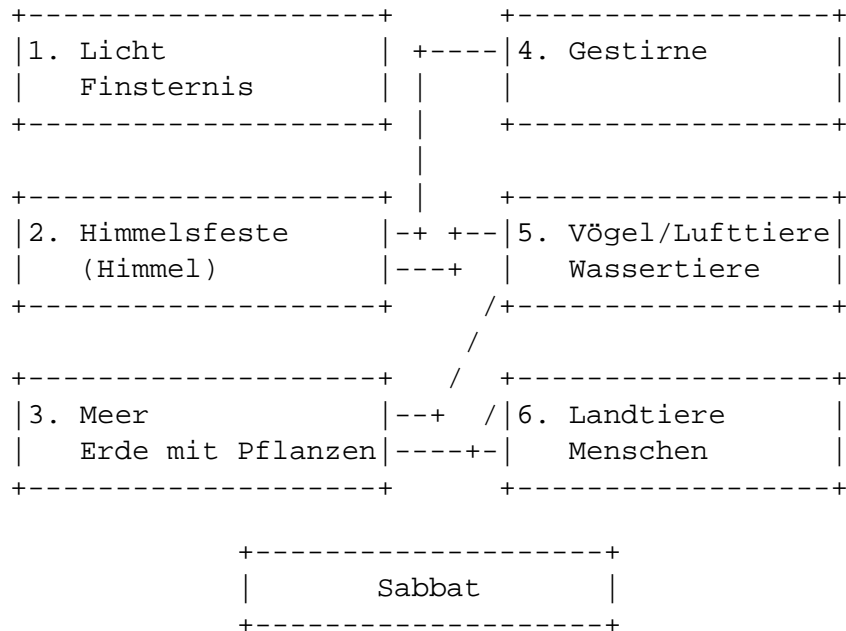 1. Licht
Finsternis
4. Gestirne
2. Himmelsfeste
(Himmel)
5. Vögel/Lufttiere
Wassertiere
3. Meer
Erde mit Pflanzen
6. Landtiere
Menschen
Sabbat